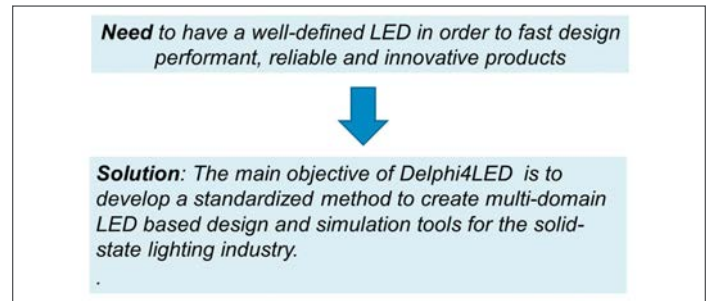 Need to have a well-defined LED in order to fast design
performant, reliable and innovative products
Solution: The main objective of Delphi4LED is to
develop a standardized method to create multi-domain
LED based design and simulation tools for the solid-
state lighting industry.
.